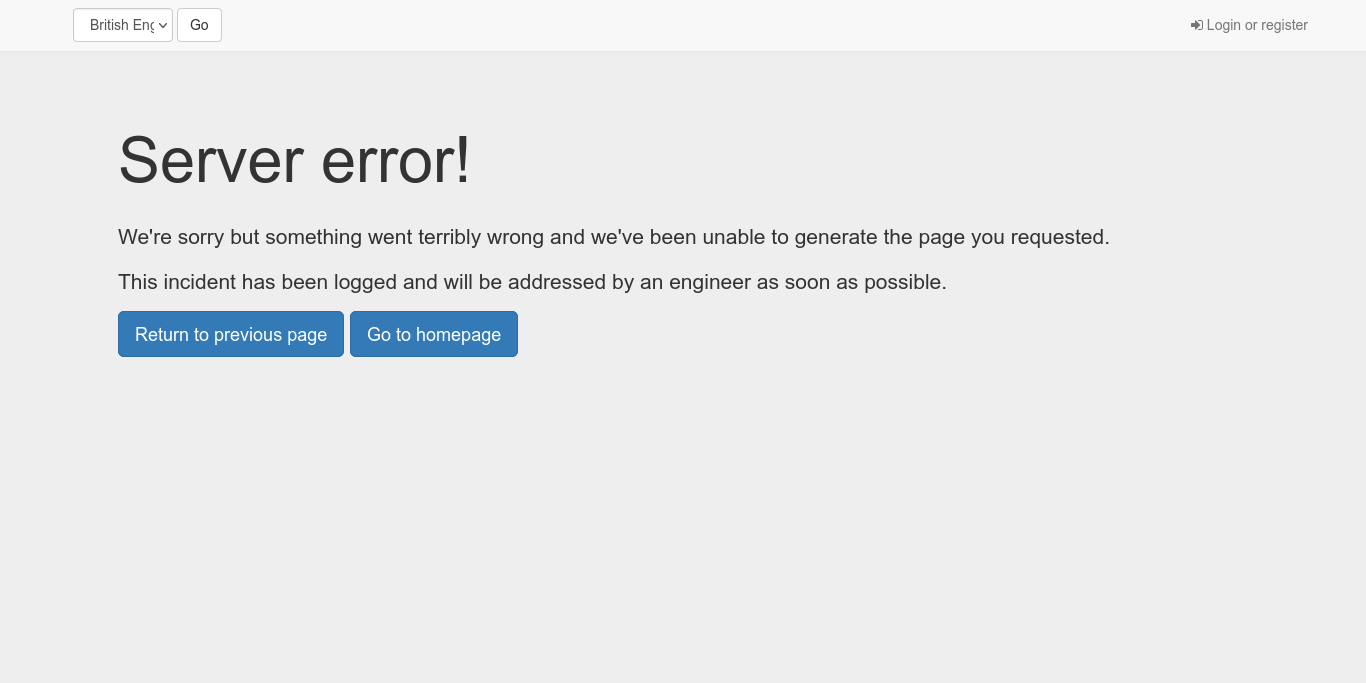 British Eng Go Login or register
Server error!
We're sorry but something went terribly wrong and we've been unable to generate the page you requested.
This incident has been logged and will be addressed by an engineer as soon as possible.
Return to previous page Go to homepage